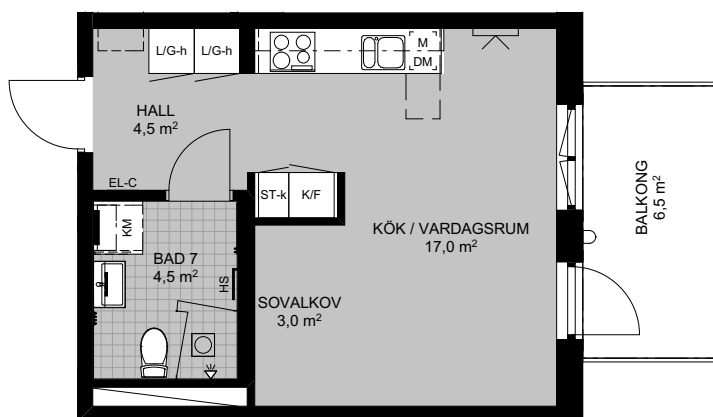 L/G-h L/G-h
M
DM
HALL
4,5 m²
EL-C
ST-k K/F
KM
BAD 7
4,5 m²
HS
KÖK / VARDAGSRUM
17,0 m²
SOVALKOV
3,0 m²
BALKONG
6,5 m²